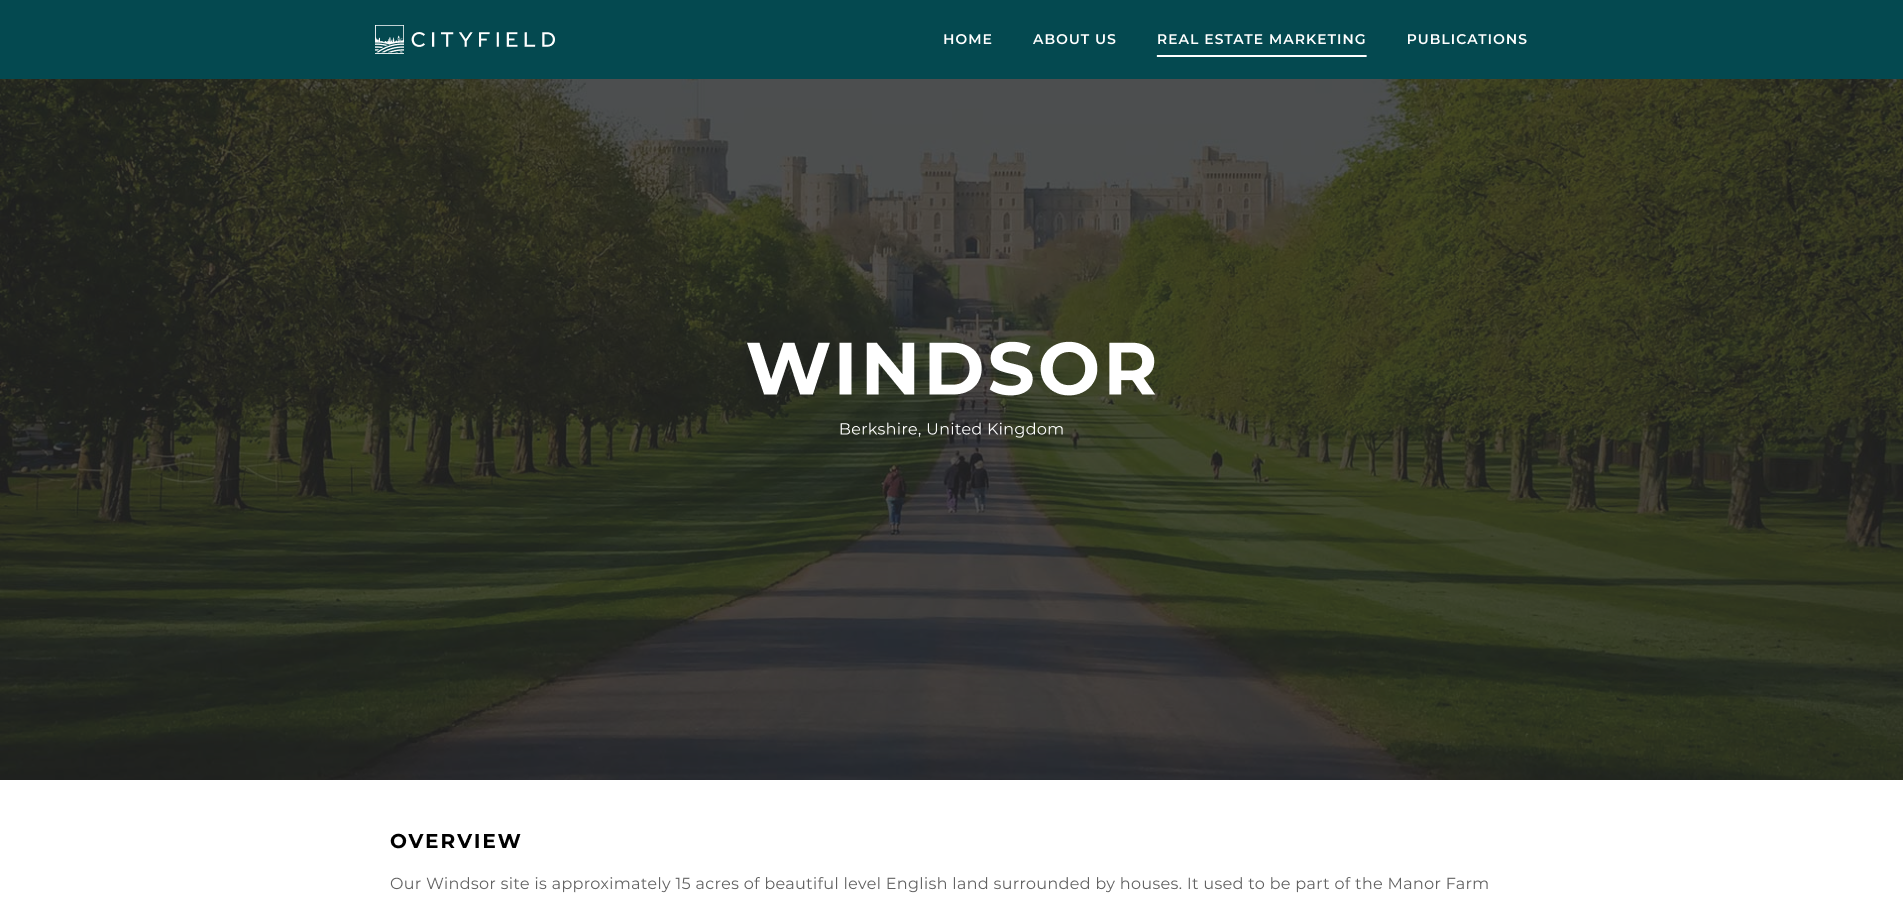 CITYFIELD
HOME
ABOUT US
REAL ESTATE MARKETING
PUBLICATIONS
WINDSOR
Berkshire, United Kingdom
OVERVIEW
Our Windsor site is approximately 15 acres of beautiful level English land surrounded by houses. It used to be part of the Manor Farm